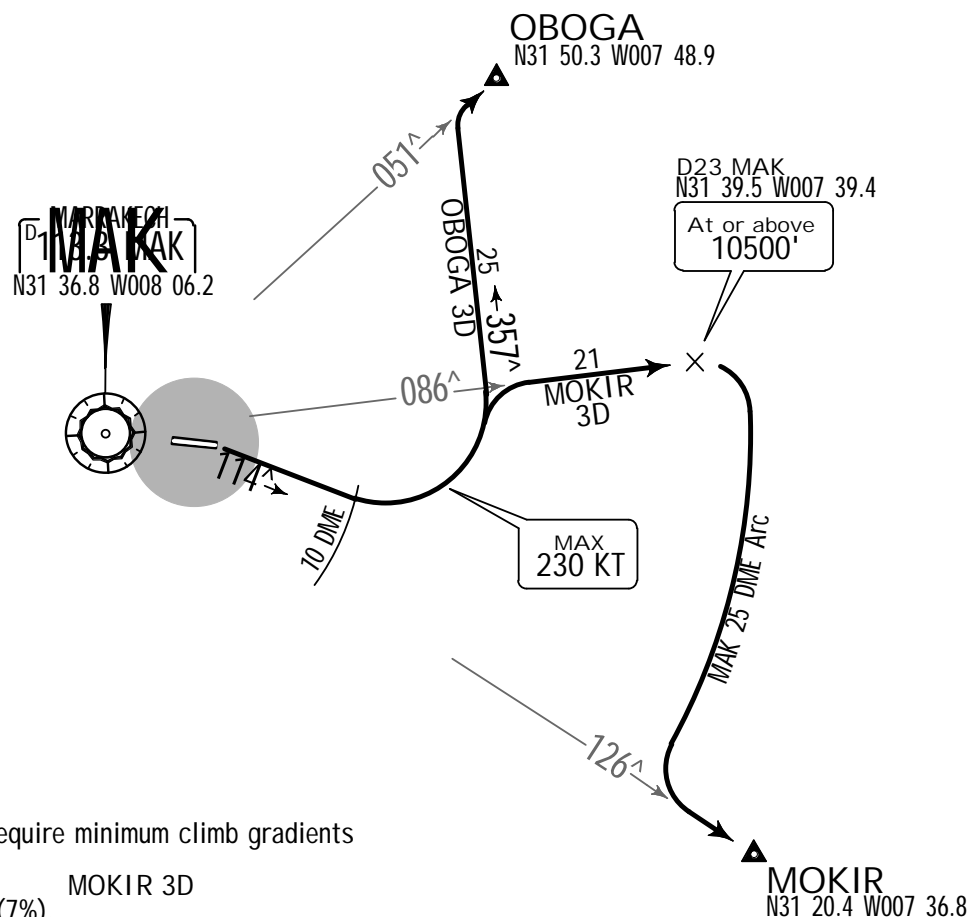 OBOGA
N31 50.3 W007 48.9
051^
D23 MAK
N31 39.5 W007 39.4
At or above
10500'
D MARRAKECH
MAK
MAK
N31 36.8 W008 06.2
OBOGA 3D
25
357^
086^
21
MOKIR
3D
114^
10 DME
MAX
230 KT
MAK 25 DME Arc
126^
equire minimum climb gradients
MOKIR 3D
(7%)
MOKIR
N31 20.4 W007 36.8